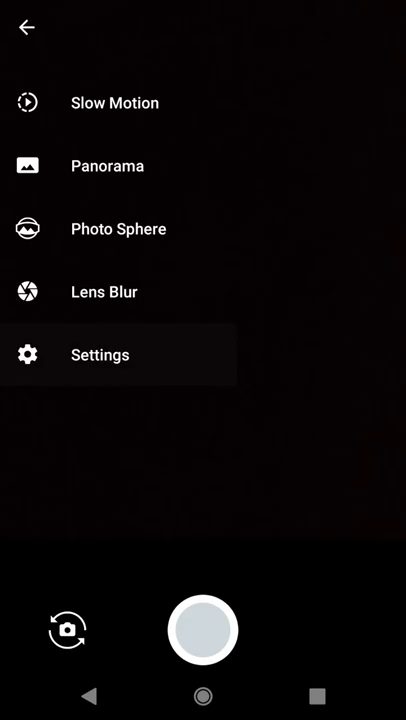 Slow Motion
Panorama
Photo Sphere
Lens Blur
Settings